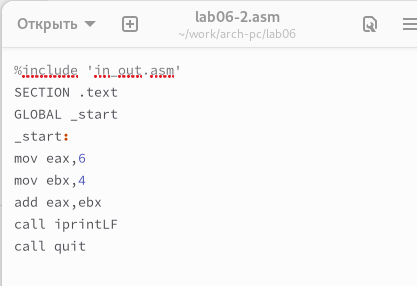 Открыть
lab06-2.asm
~/work/arch-pc/lab06
%include 'in_out.asm'
SECTION .text
GLOBAL _start
_start:
mov eax,6
mov ebx,4
add eax,ebx
call iprintLF
call quit